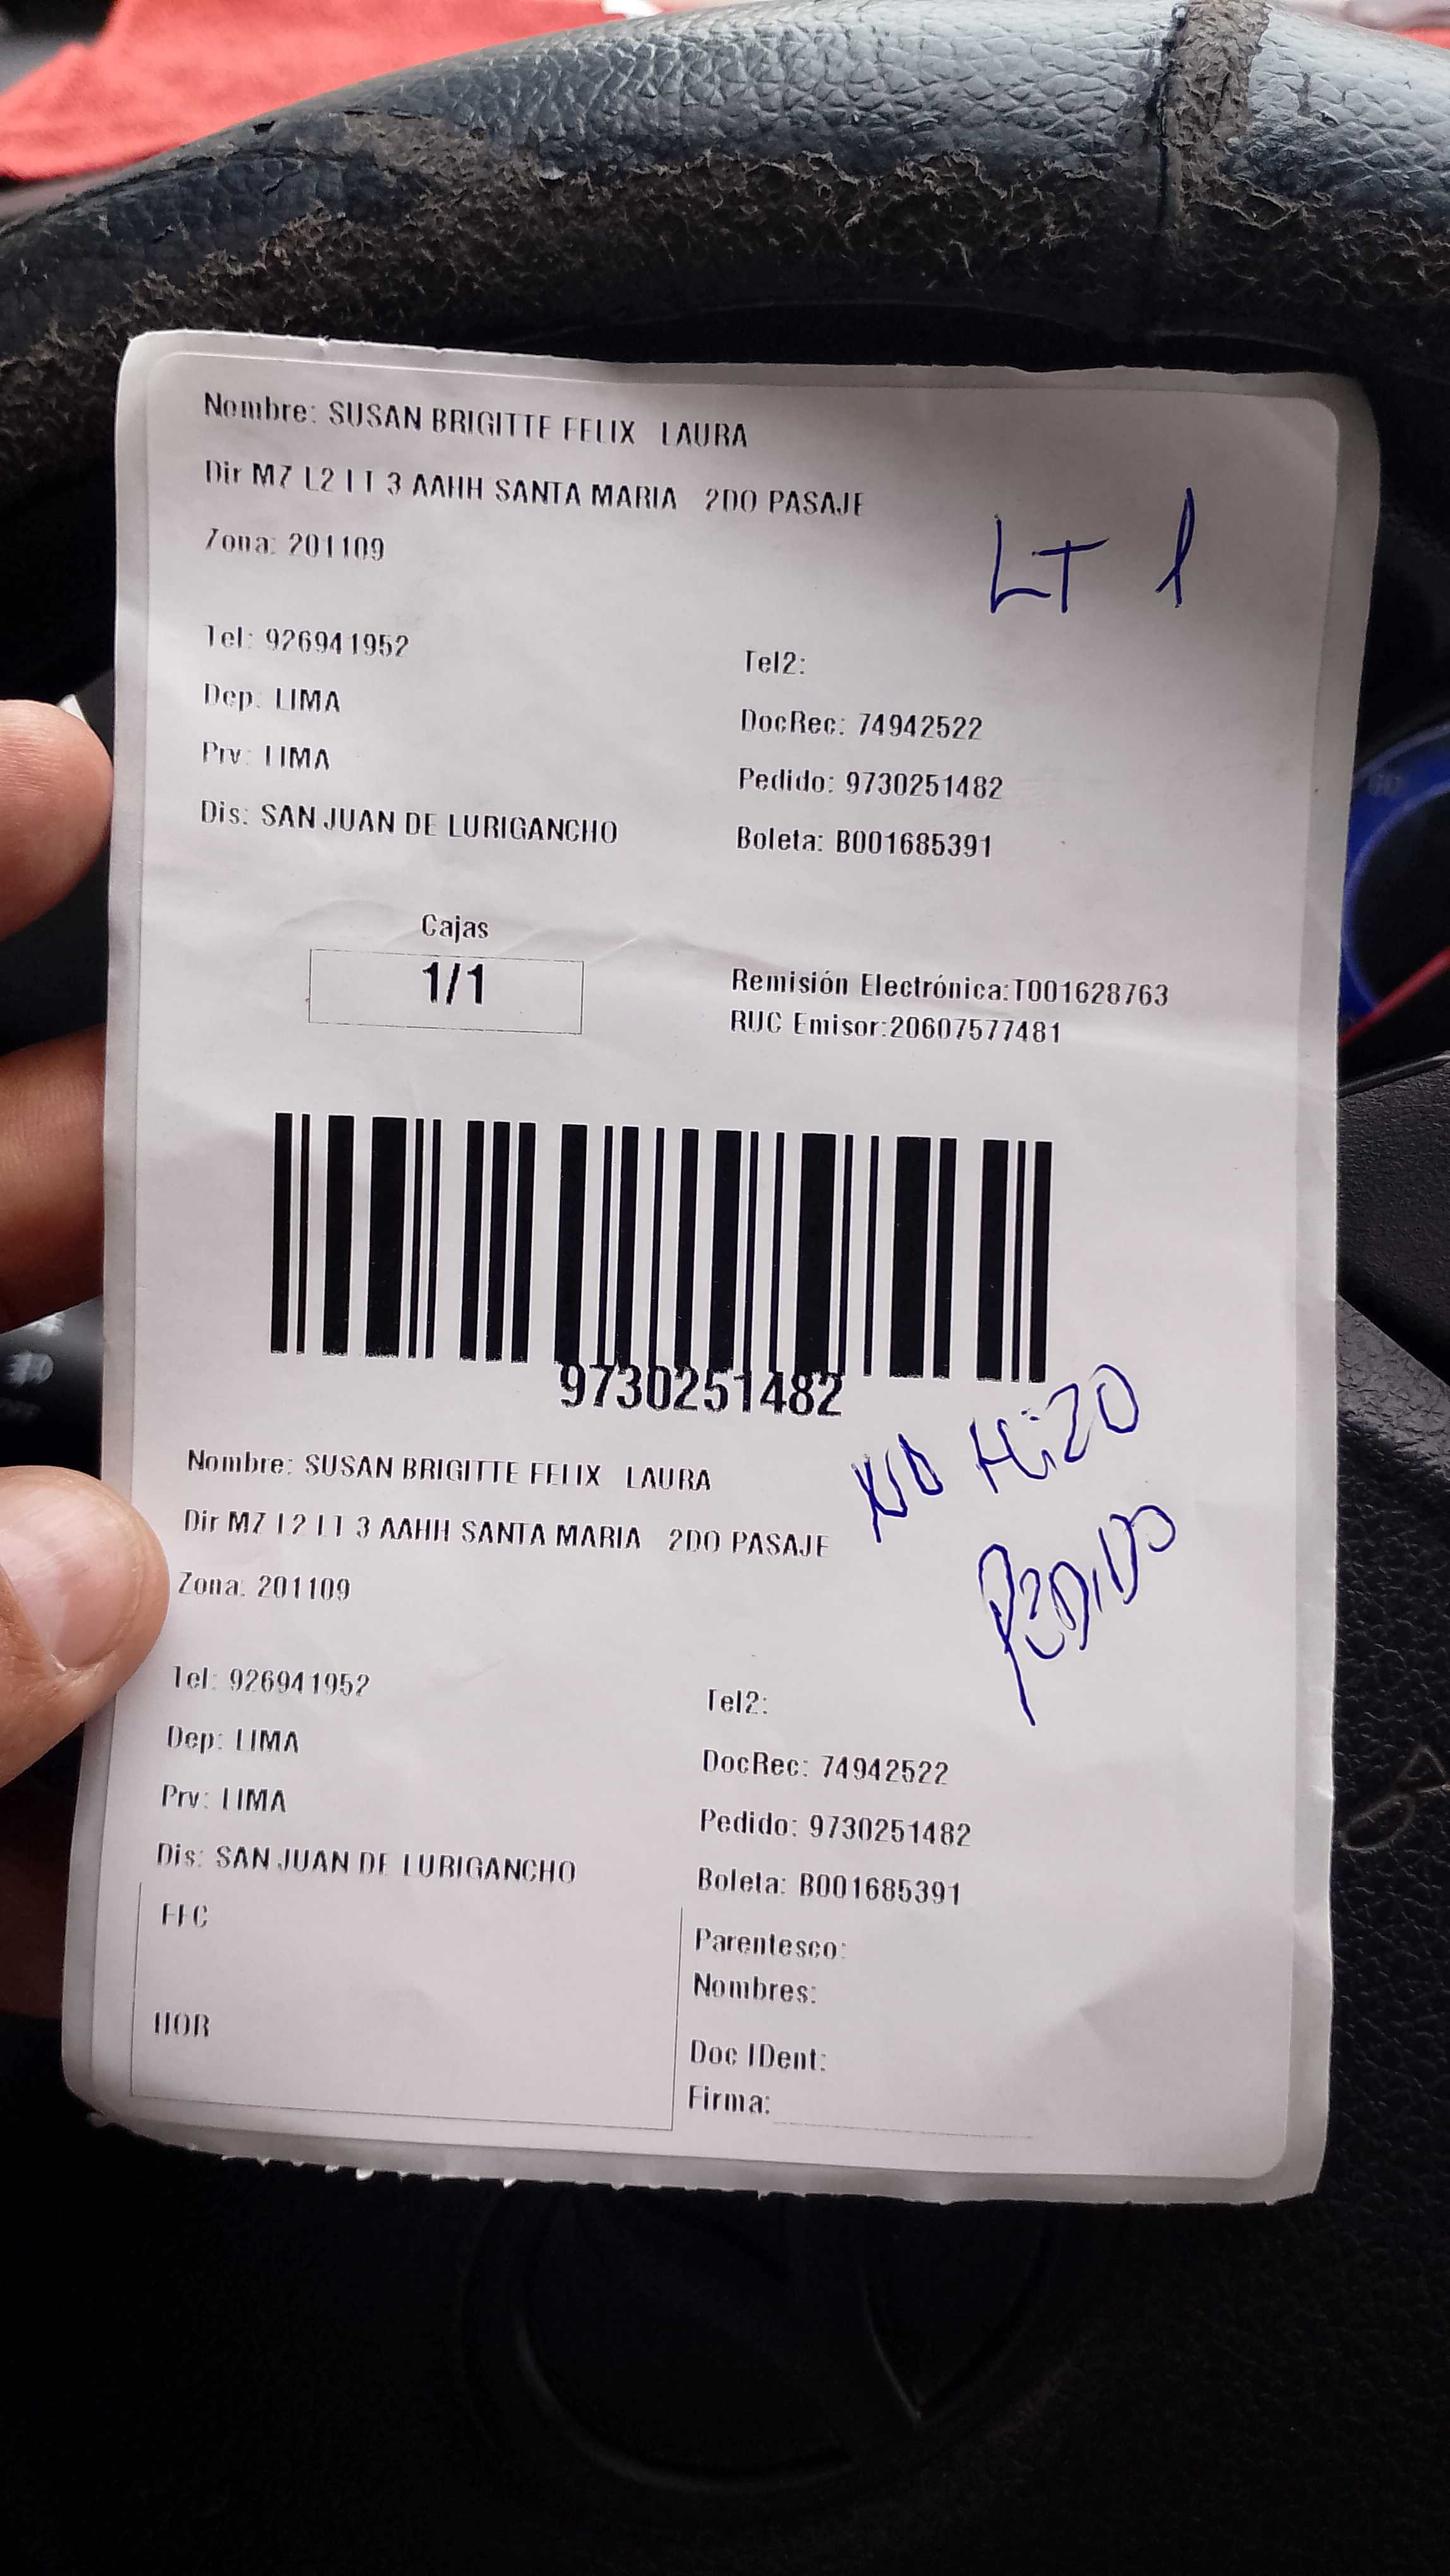 Nombre: SUSAN BRIGITTE FELIX LAURA
Dir MZ L2 LT 3 AAHH SANTA MARIA 2DO PASAJE
Zona: 201109
LT 1
Tel: 926941952
Tel2:
Dep: LIMA
DocRec: 74942522
Prv: LIMA
Pedido: 9730251482
Dis: SAN JUAN DE LURIGANCHO
Boleta: B001685391
Cajas
1/1
Remisión Electrónica:T001628763
RUC Emisor:20607577481
9730251482
NO HiZO
PEDIDO
Nombre: SUSAN BRIGITTE FELIX LAURA
Dir MZ L2 LT 3 AAHH SANTA MARIA 2DO PASAJE
Zona: 201109
Tel: 926941952
Tel2:
Dep: LIMA
DocRec: 74942522
Prv: LIMA
Pedido: 9730251482
Dis: SAN JUAN DE LURIGANCHO
Boleta: B001685391
Parentesco:
Nombres:
HOR
Doc IDent:
Firma: